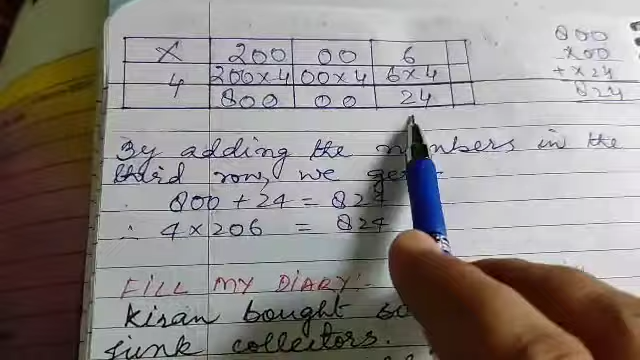 × 200 00 6
4 200×4 00×4 6×4
800 00 24
800
×00
+×24
824
By adding the numbers in the
third row, we get-
800 + 24 = 824
∴ 4×206 = 824
FILL MY DIARY:-
Kiran bought
junk collectors.